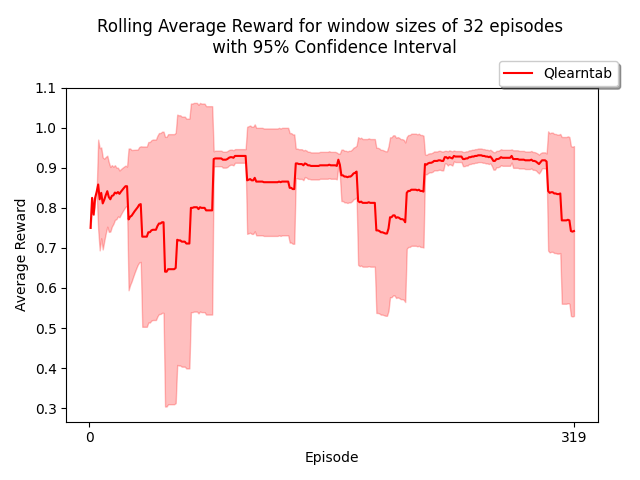 Rolling Average Reward for window sizes of 32 episodes
with 95% Confidence Interval
Qlearntab
1.1
1.0
0.9
0.8
0.7
0.6
0.5
0.4
0.3
Average Reward
0
319
Episode